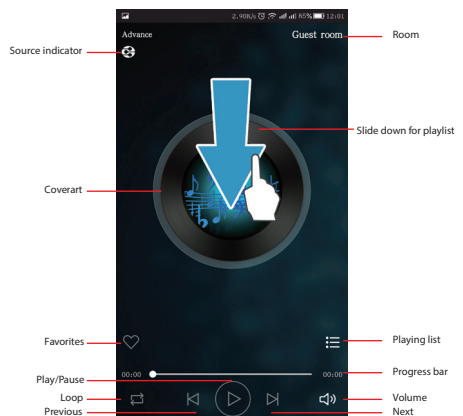 2.90K/s 85% 12:01
Advance
Guest room
Room
Source indicator
Slide down for playlist
Coverart
Favorites
Playing list
00:00
00:00
Progress bar
Play/Pause
Loop
Volume
Previous
Next